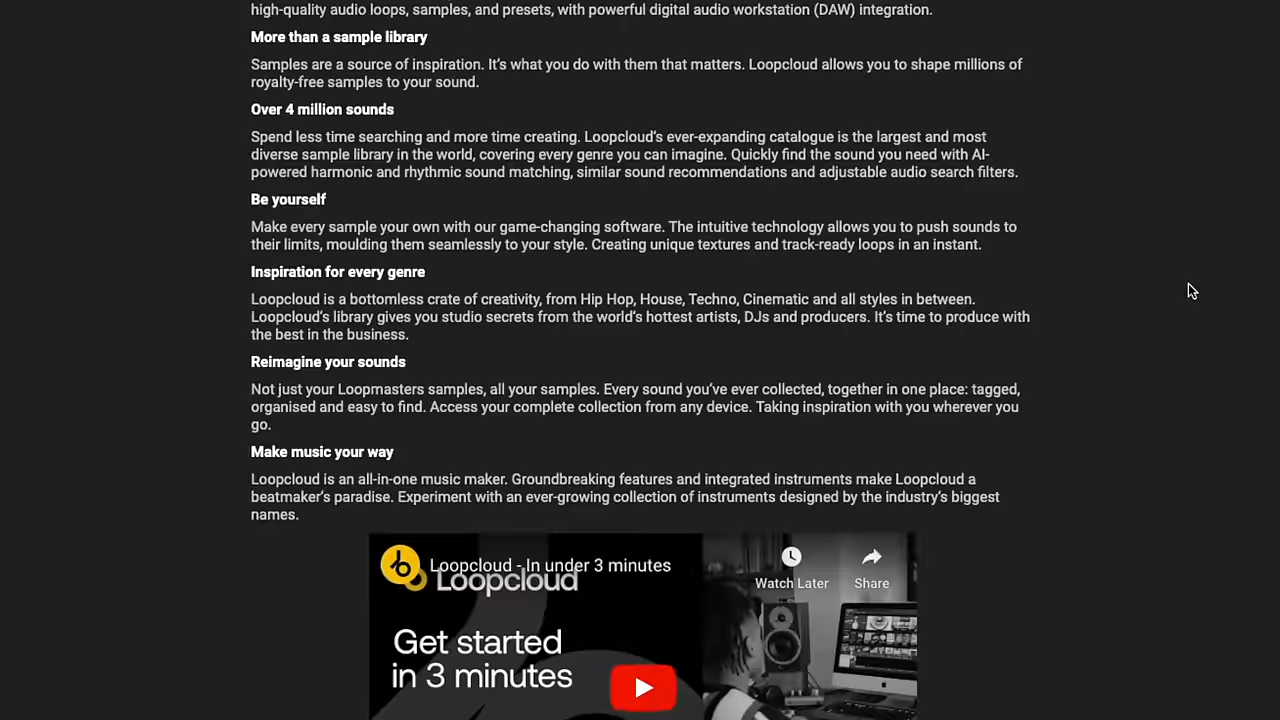 high-quality audio loops, samples, and presets, with powerful digital audio workstation (DAW) integration.
More than a sample library
Samples are a source of inspiration. It's what you do with them that matters. Loopcloud allows you to shape millions of
royalty-free samples to your sound.
Over 4 million sounds
Spend less time searching and more time creating. Loopcloud's ever-expanding catalogue is the largest and most
diverse sample library in the world, covering every genre you can imagine. Quickly find the sound you need with AI-
powered harmonic and rhythmic sound matching, similar sound recommendations and adjustable audio search filters.
Be yourself
Make every sample your own with our game-changing software. The intuitive technology allows you to push sounds to
their limits, moulding them seamlessly to your style. Creating unique textures and track-ready loops in an instant.
Inspiration for every genre
Loopcloud is a bottomless crate of creativity, from Hip Hop, House, Techno, Cinematic and all styles in between.
Loopcloud's library gives you studio secrets from the world's hottest artists, DJs and producers. It's time to produce with
the best in the business.
Reimagine your sounds
Not just your Loopmasters samples, all your samples. Every sound you've ever collected, together in one place: tagged,
organised and easy to find. Access your complete collection from any device. Taking inspiration with you wherever you
go.
Make music your way
Loopcloud is an all-in-one music maker. Groundbreaking features and integrated instruments make Loopcloud a
beatmaker's paradise. Experiment with an ever-growing collection of instruments designed by the industry's biggest
names.
Loopcloud - In under 3 minutes
Loopcloud
Watch Later
Share
Get started
in 3 minutes